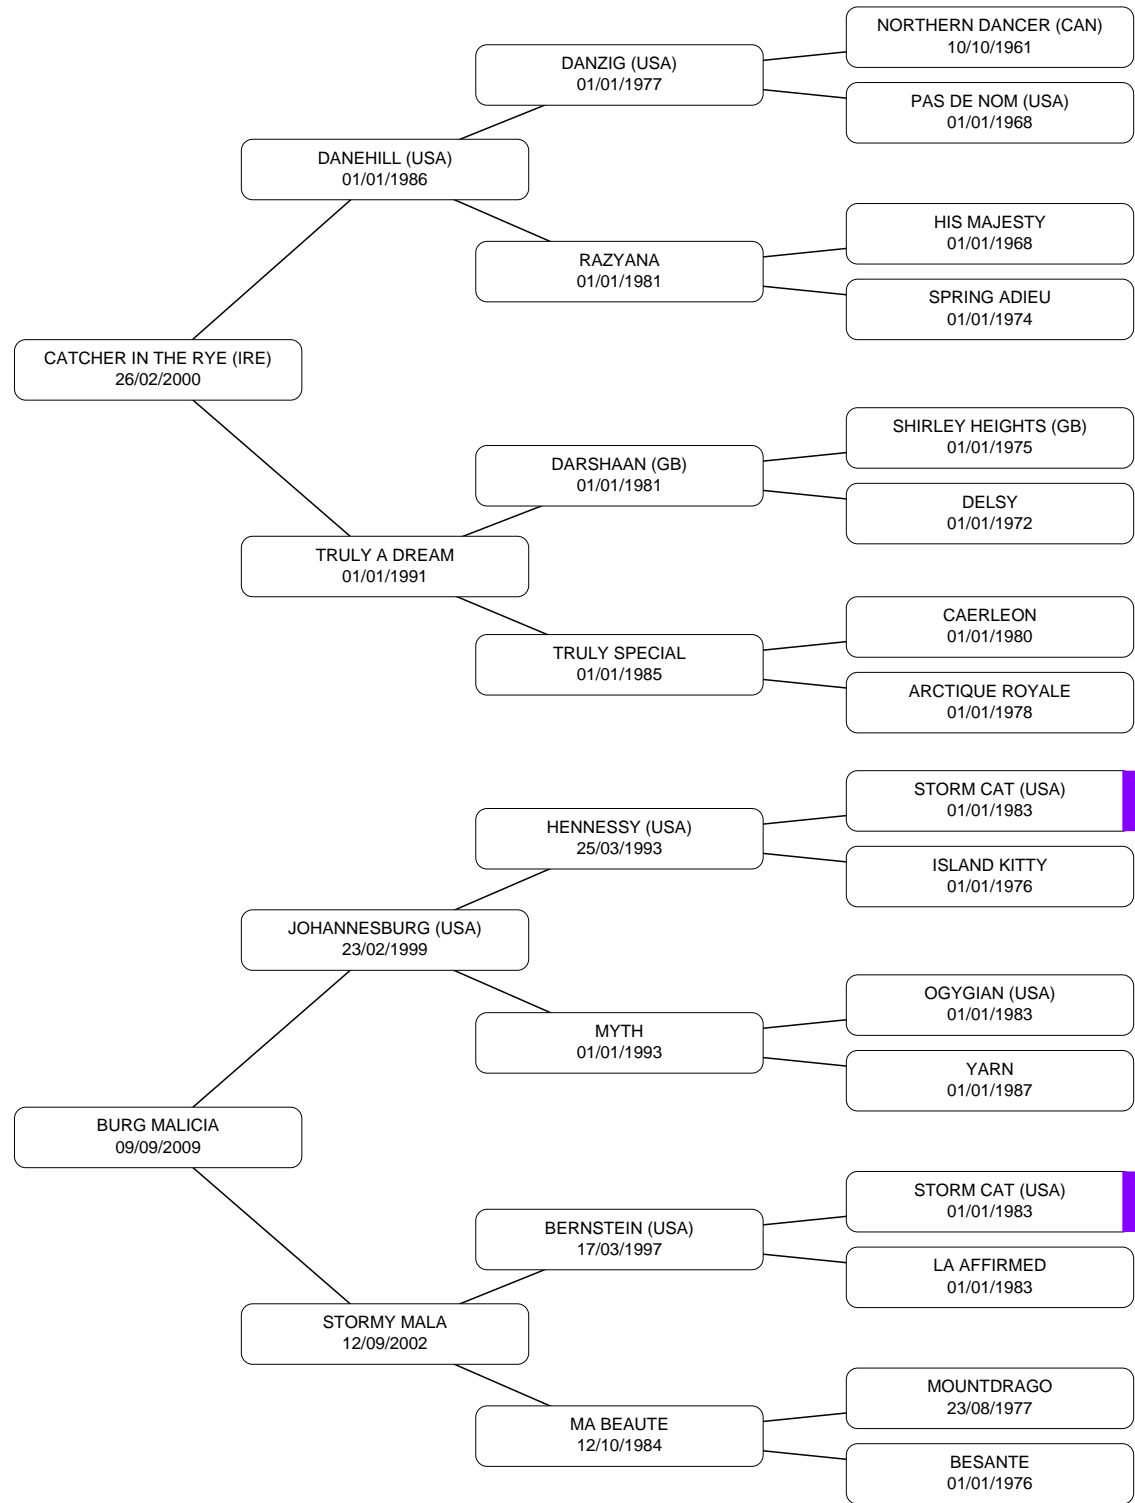 NORTHERN DANCER (CAN)
10/10/1961
DANZIG (USA)
01/01/1977
PAS DE NOM (USA)
01/01/1968
DANEHILL (USA)
01/01/1986
HIS MAJESTY
01/01/1968
RAZYANA
01/01/1981
SPRING ADIEU
01/01/1974
CATCHER IN THE RYE (IRE)
26/02/2000
SHIRLEY HEIGHTS (GB)
01/01/1975
DARSHAAN (GB)
01/01/1981
DELSY
01/01/1972
TRULY A DREAM
01/01/1991
CAERLEON
01/01/1980
TRULY SPECIAL
01/01/1985
ARCTIQUE ROYALE
01/01/1978
STORM CAT (USA)
01/01/1983
HENNESSY (USA)
25/03/1993
ISLAND KITTY
01/01/1976
JOHANNESBURG (USA)
23/02/1999
OGYGIAN (USA)
01/01/1983
MYTH
01/01/1993
YARN
01/01/1987
BURG MALICIA
09/09/2009
STORM CAT (USA)
01/01/1983
BERNSTEIN (USA)
17/03/1997
LA AFFIRMED
01/01/1983
STORMY MALA
12/09/2002
MOUNTDRAGO
23/08/1977
MA BEAUTE
12/10/1984
BESANTE
01/01/1976